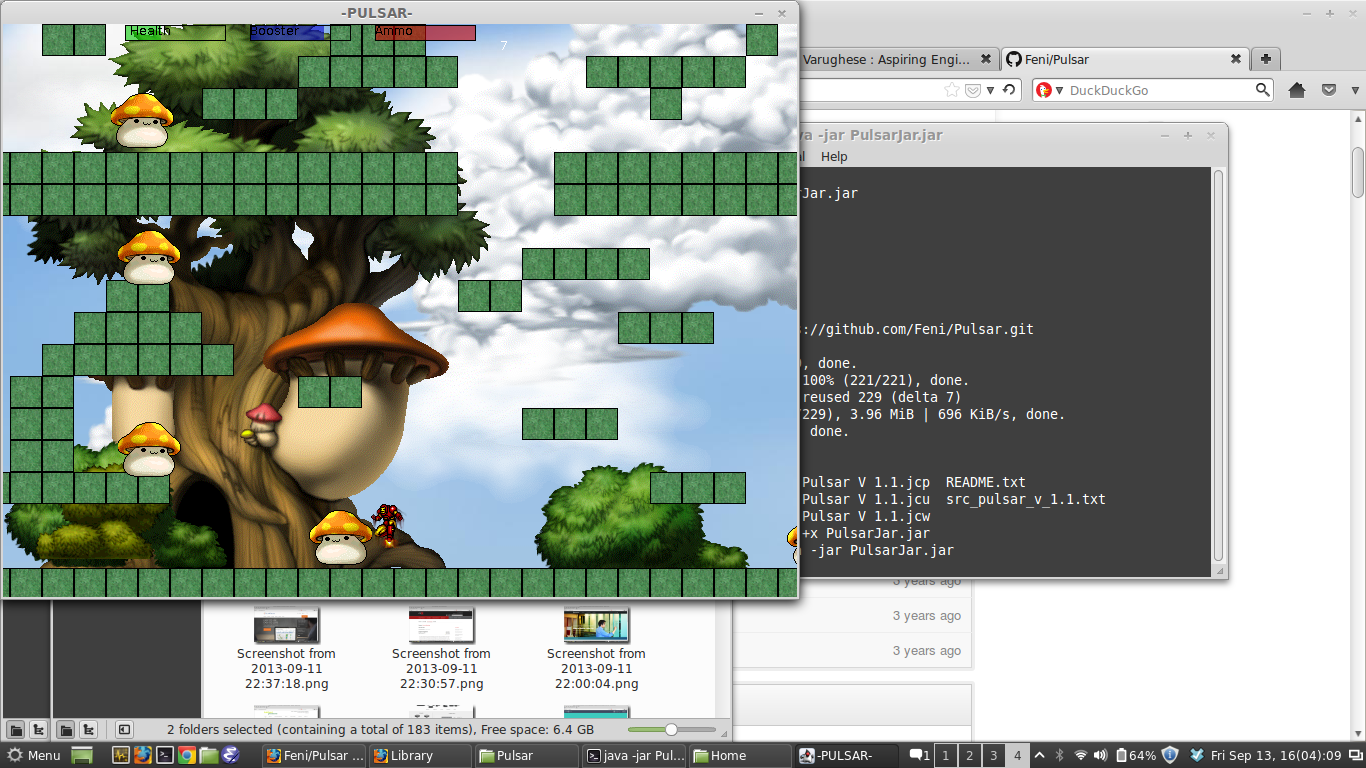 -PULSAR-
Health
Booster
Ammo
7
Varughese : Aspiring Engi...
Feni/Pulsar
DuckDuckGo
va -jar PulsarJar.jar
Help
rJar.jar
s://github.com/Feni/Pulsar.git
), done.
100% (221/221), done.
reused 229 (delta 7)
/229), 3.96 MiB | 696 KiB/s, done.
done.
Pulsar V 1.1.jcp README.txt
Pulsar V 1.1.jcu src_pulsar_v_1.1.txt
Pulsar V 1.1.jcw
+x PulsarJar.jar
-jar PulsarJar.jar
3 years ago
3 years ago
3 years ago
Screenshot from
2013-09-11
22:37:18.png
Screenshot from
2013-09-11
22:30:57.png
Screenshot from
2013-09-11
22:00:04.png
2 folders selected (containing a total of 183 items), Free space: 6.4 GB
Menu
Feni/Pulsar ...
Library
Pulsar
java -jar Pul...
Home
-PULSAR-
1
1
2
3
4
64%
Fri Sep 13, 16(04):09